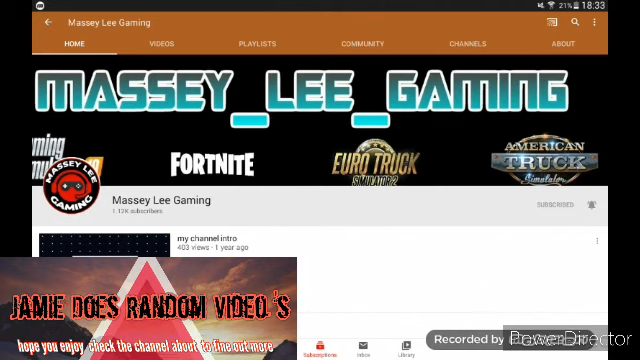 21% 18:33
Massey Lee Gaming
HOME VIDEOS PLAYLISTS COMMUNITY CHANNELS ABOUT
MASSEY_LEE_GAMING
FORTNITE
EURO TRUCK
SIMULATOR 2
AMERICAN
TRUCK
Simulator
MASSEY LEE
GAMING
Massey Lee Gaming
1.12K subscribers
SUBSCRIBED
my channel intro
403 views · 1 year ago
JAMIE DOES RANDOM VIDEO'S
hope you enjoy check the channel about to find out more
Subscriptions Inbox Library
Recorded by
PowerDirector